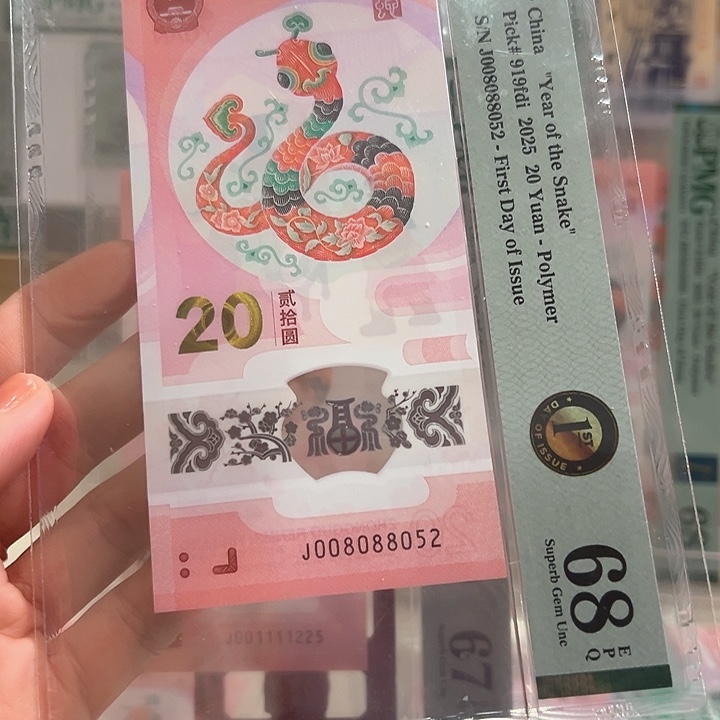 20
贰拾圆
J008088052
China "Year of the Snake"
Pick# 919fdi 2025 20 Yuan - Polymer
S/N J008088052 - First Day of Issue
1ST
DAY OF ISSUE
68
EPQ
Superb Gem Unc
J001111225
67
PMG